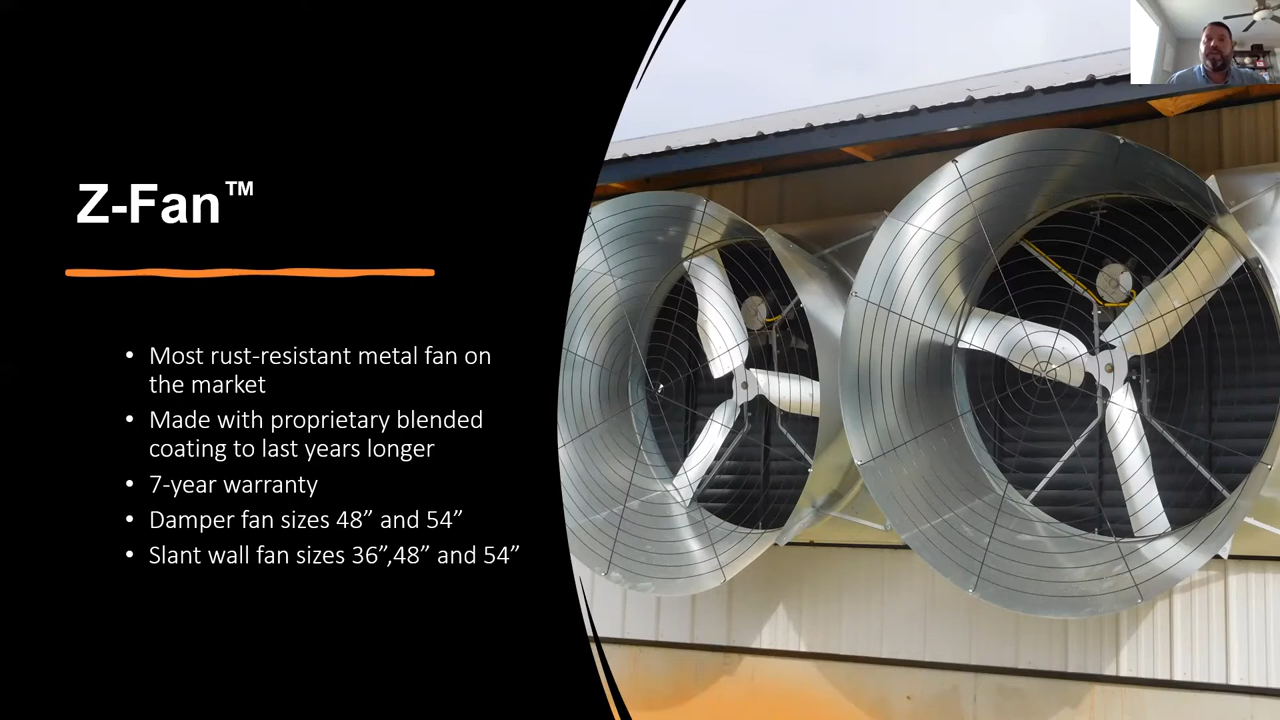 Z-Fan™
• Most rust-resistant metal fan on
the market
• Made with proprietary blended
coating to last years longer
• 7-year warranty
• Damper fan sizes 48” and 54”
• Slant wall fan sizes 36”,48” and 54”